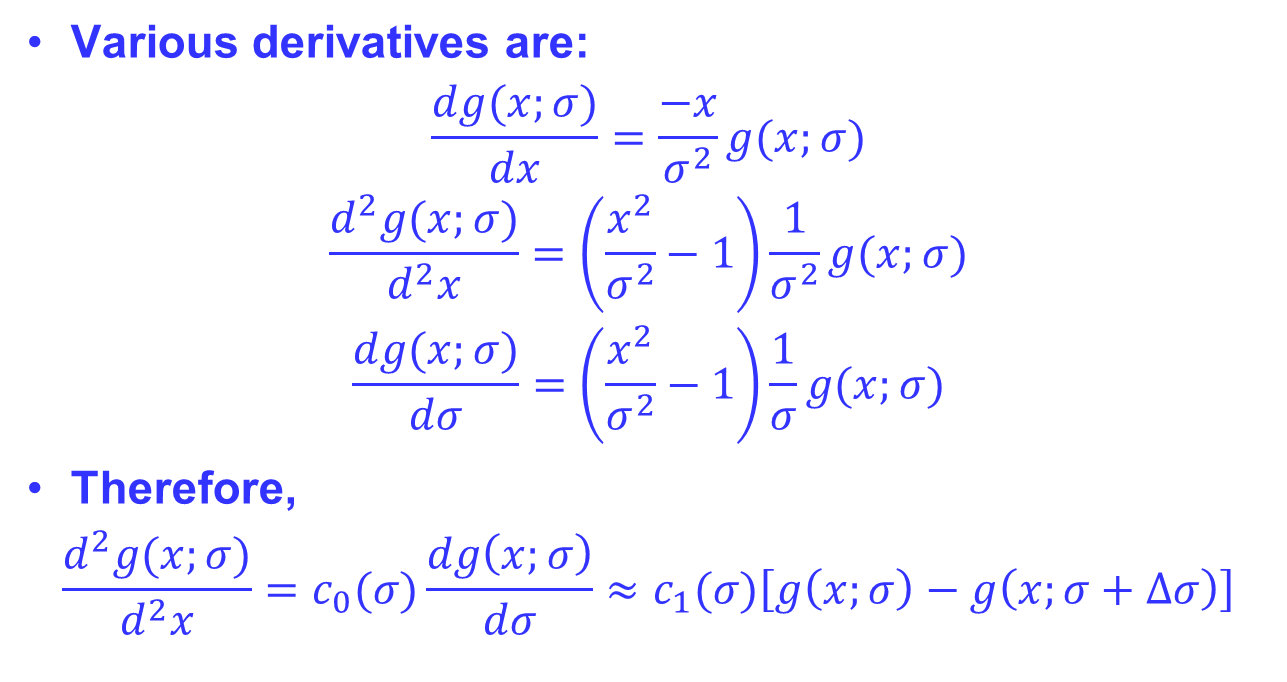 • Various derivatives are:
dg(x; σ)/dx = −x/σ² g(x; σ)
d²g(x; σ)/d²x = (x²/σ² − 1) 1/σ² g(x; σ)
dg(x; σ)/dσ = (x²/σ² − 1) 1/σ g(x; σ)
• Therefore,
d²g(x; σ)/d²x = c₀(σ) dg(x; σ)/dσ ≈ c₁(σ)[g(x; σ) − g(x; σ + Δσ)]